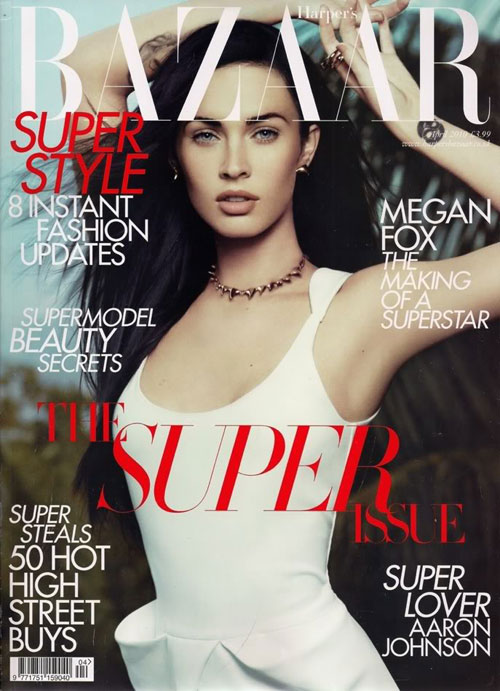 Harper's
BAZAAR
April 2010 £3.99
www.harpersbazaar.co.uk
SUPER
STYLE
8 INSTANT
FASHION
UPDATES
MEGAN
FOX
THE
MAKING
OF A
SUPERSTAR
SUPERMODEL
BEAUTY
SECRETS
THE
SUPER
ISSUE
SUPER
STEALS
50 HOT
HIGH
STREET
BUYS
SUPER
LOVER
AARON
JOHNSON
04>
9 771751 159040